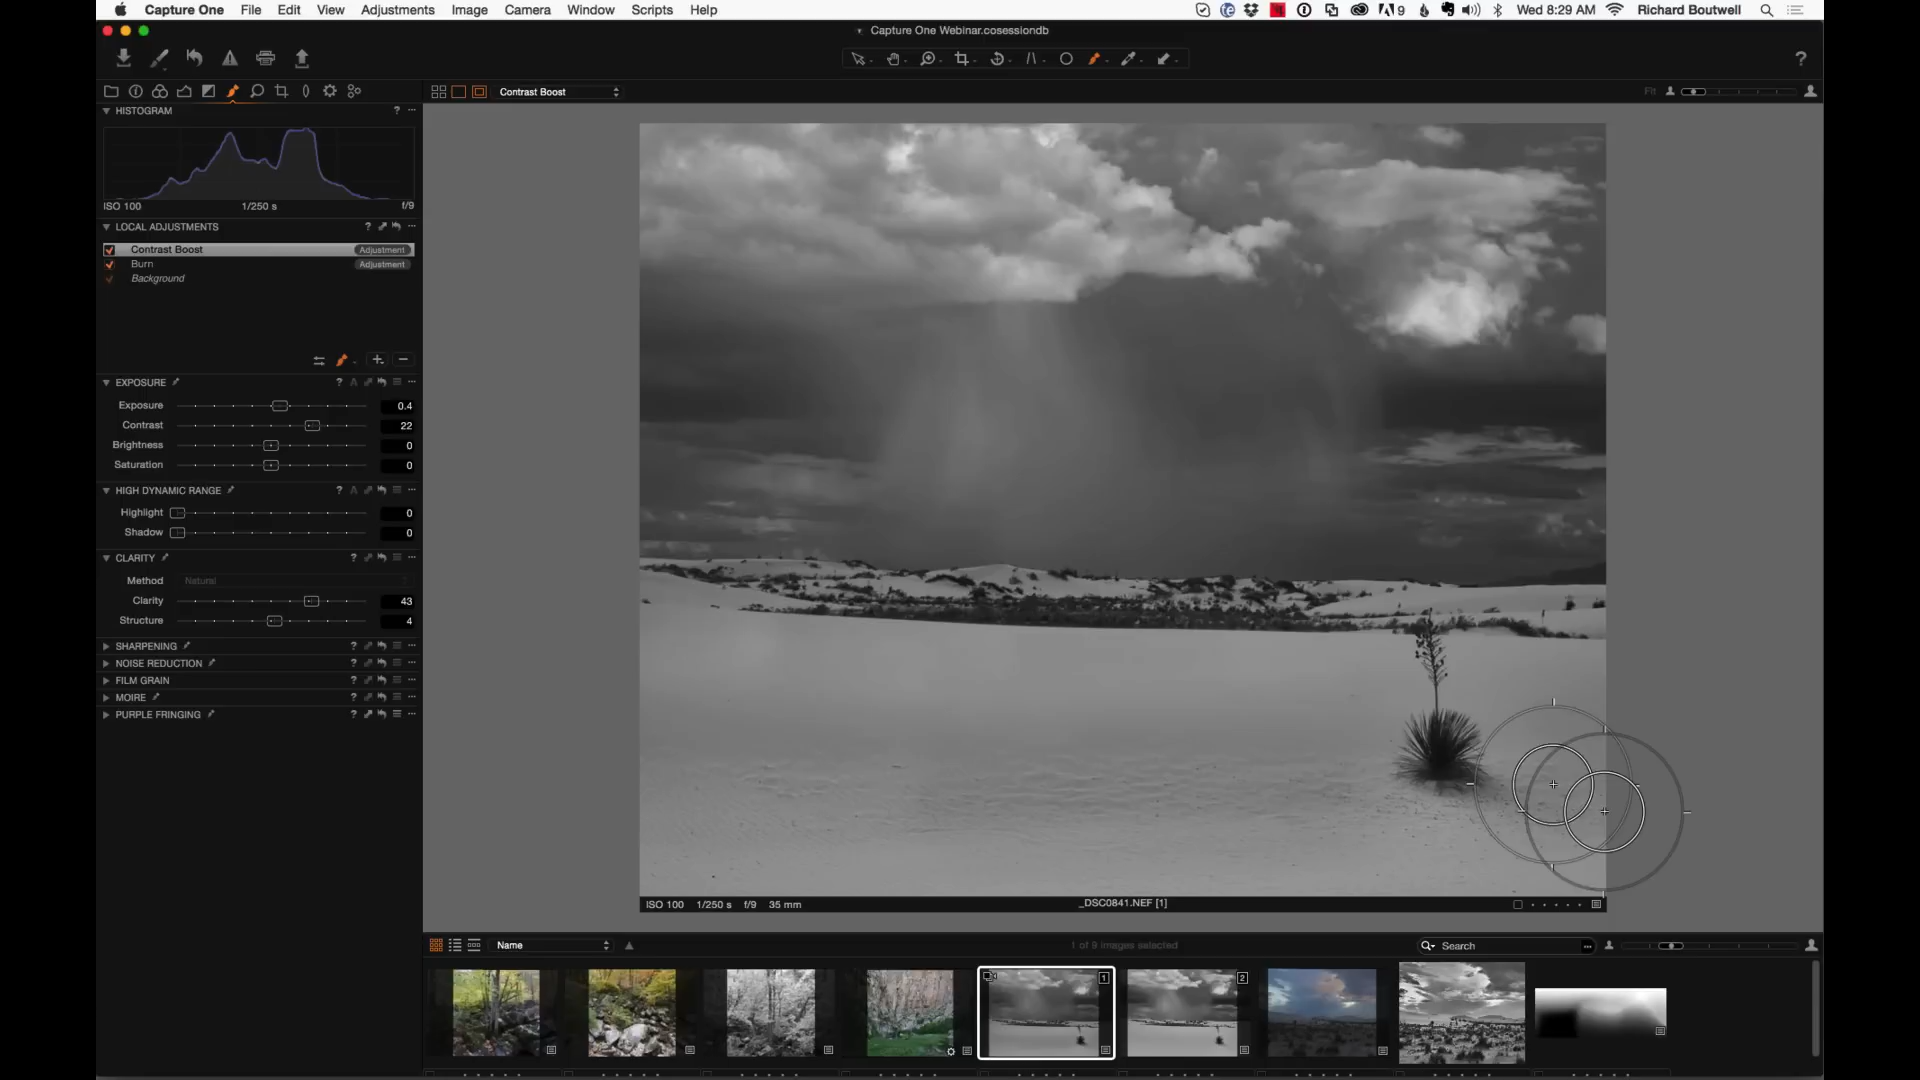 Capture One File Edit View Adjustments Image Camera Window Scripts Help 9 Wed 8:29 AM Richard Boutwell
Capture One Webinar.cosessiondb
?
Contrast Boost Fit
HISTOGRAM ?
ISO 100 1/250 s f/9
LOCAL ADJUSTMENTS ?
Contrast Boost Adjustment
Burn Adjustment
Background
EXPOSURE ? A
Exposure 0.4
Contrast 22
Brightness 0
Saturation 0
HIGH DYNAMIC RANGE ? A
Highlight 0
Shadow 0
CLARITY ?
Method Natural
Clarity 43
Structure 4
SHARPENING ?
NOISE REDUCTION ?
FILM GRAIN ?
MOIRE ?
PURPLE FRINGING ?
ISO 100 1/250 s f/9 35 mm _DSC0841.NEF [1]
Name 1 of 9 images selected Search
1 2